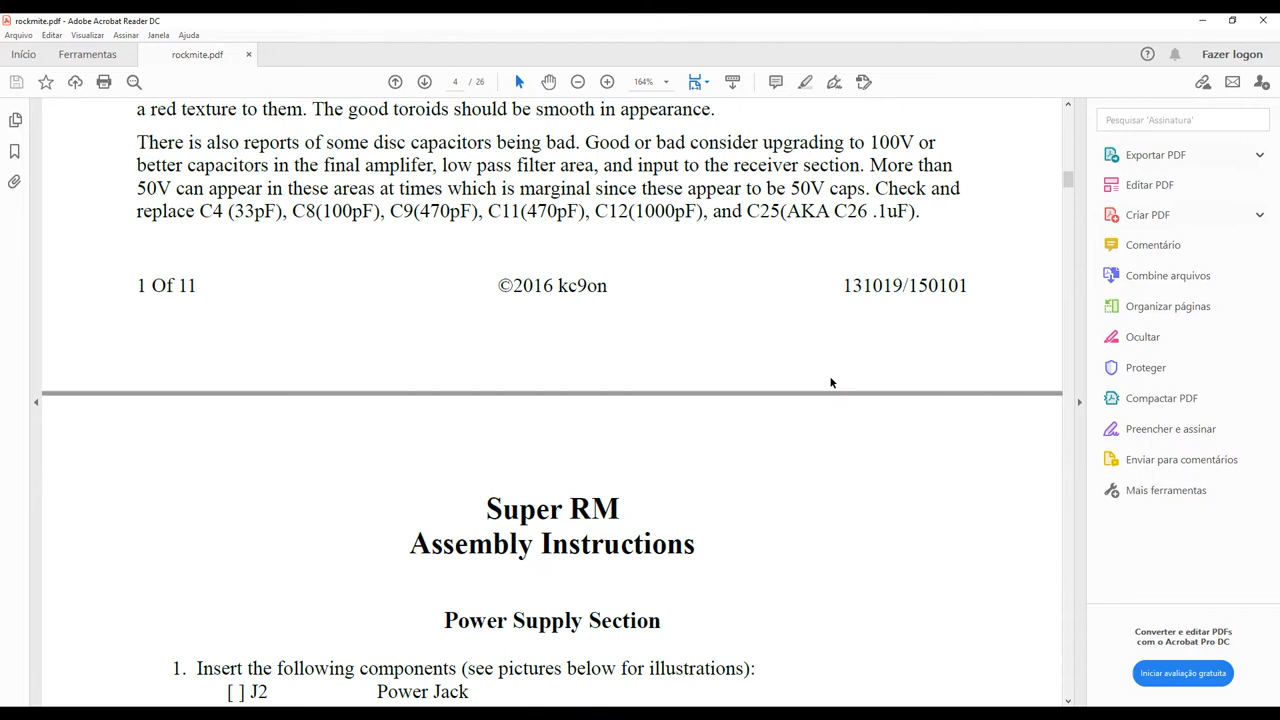 rockmite.pdf - Adobe Acrobat Reader DC
Arquivo Editar Visualizar Assinar Janela Ajuda
Início Ferramentas rockmite.pdf × Fazer logon
4 / 26 164%
a red texture to them. The good toroids should be smooth in appearance.
There is also reports of some disc capacitors being bad. Good or bad consider upgrading to 100V or
better capacitors in the final amplifer, low pass filter area, and input to the receiver section. More than
50V can appear in these areas at times which is marginal since these appear to be 50V caps. Check and
replace C4 (33pF), C8(100pF), C9(470pF), C11(470pF), C12(1000pF), and C25(AKA C26 .1uF).
1 Of 11 ©2016 kc9on 131019/150101
Super RM
Assembly Instructions
Power Supply Section
1. Insert the following components (see pictures below for illustrations):
[ ] J2 Power Jack
Pesquisar 'Assinatura'
Exportar PDF
Editar PDF
Criar PDF
Comentário
Combine arquivos
Organizar páginas
Ocultar
Proteger
Compactar PDF
Preencher e assinar
Enviar para comentários
Mais ferramentas
Converter e editar PDFs
com o Acrobat Pro DC
Iniciar avaliação gratuita